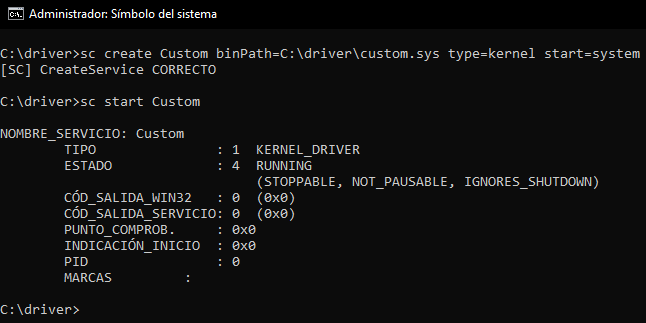 Administrador: Símbolo del sistema
C:\driver>sc create Custom binPath=C:\driver\custom.sys type=kernel start=system
[SC] CreateService CORRECTO
C:\driver>sc start Custom
NOMBRE_SERVICIO: Custom
        TIPO               : 1  KERNEL_DRIVER
        ESTADO             : 4  RUNNING
                                (STOPPABLE, NOT_PAUSABLE, IGNORES_SHUTDOWN)
        CÓD_SALIDA_WIN32   : 0  (0x0)
        CÓD_SALIDA_SERVICIO: 0  (0x0)
        PUNTO_COMPROB.     : 0x0
        INDICACIÓN_INICIO  : 0x0
        PID                : 0
        MARCAS         :
C:\driver>